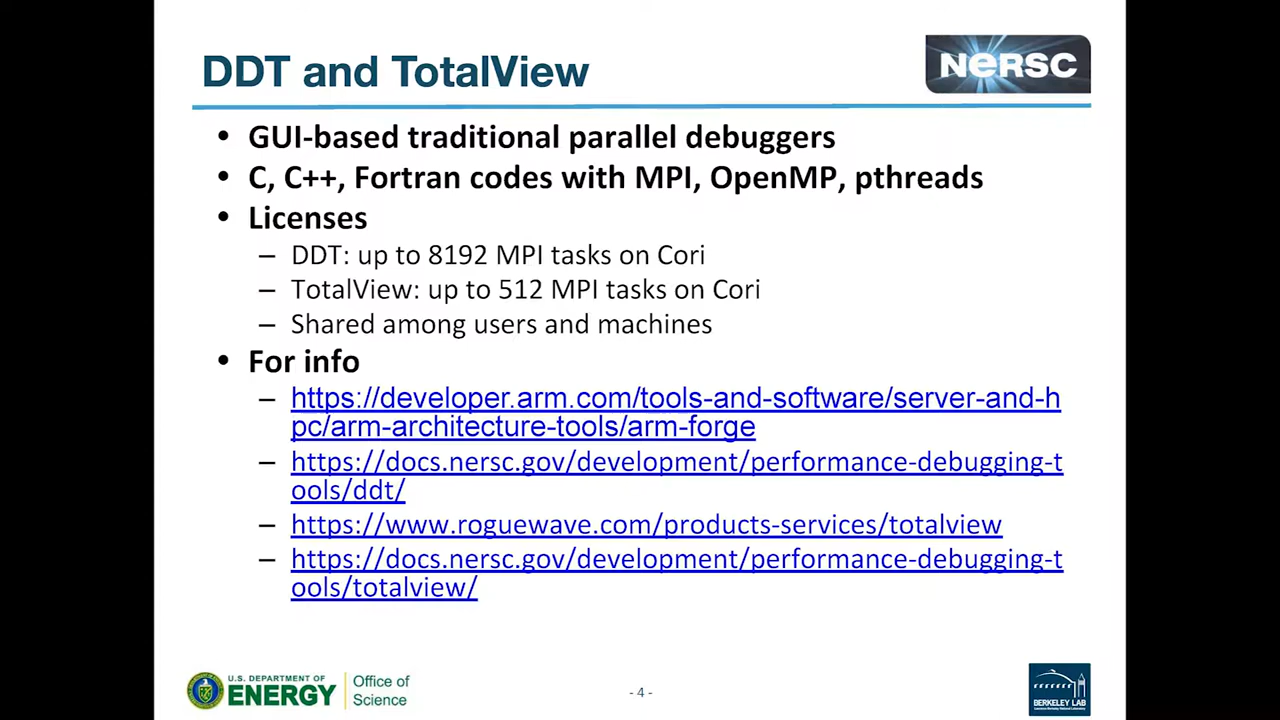 DDT and TotalView
NERSC
• GUI-based traditional parallel debuggers
• C, C++, Fortran codes with MPI, OpenMP, pthreads
• Licenses
– DDT: up to 8192 MPI tasks on Cori
– TotalView: up to 512 MPI tasks on Cori
– Shared among users and machines
• For info
– https://developer.arm.com/tools-and-software/server-and-h
pc/arm-architecture-tools/arm-forge
– https://docs.nersc.gov/development/performance-debugging-t
ools/ddt/
– https://www.roguewave.com/products-services/totalview
– https://docs.nersc.gov/development/performance-debugging-t
ools/totalview/
U.S. DEPARTMENT OF
ENERGY
Office of
Science
- 4 -
BERKELEY LAB